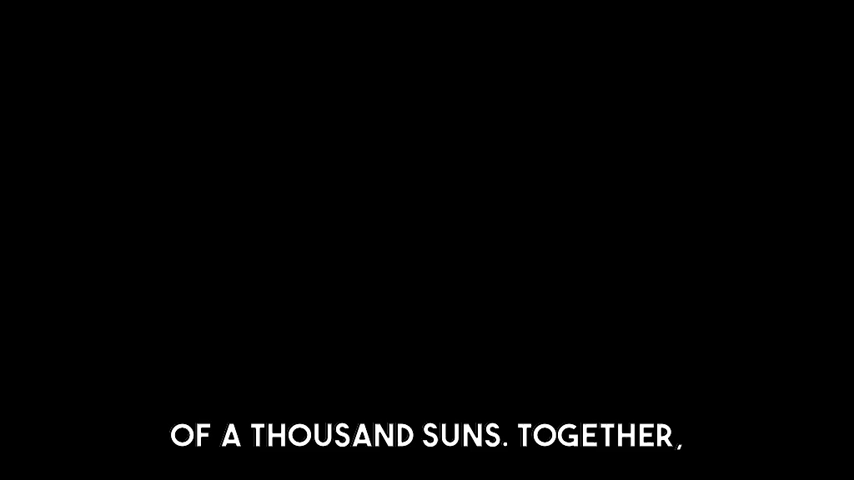 OF A THOUSAND SUNS. TOGETHER,